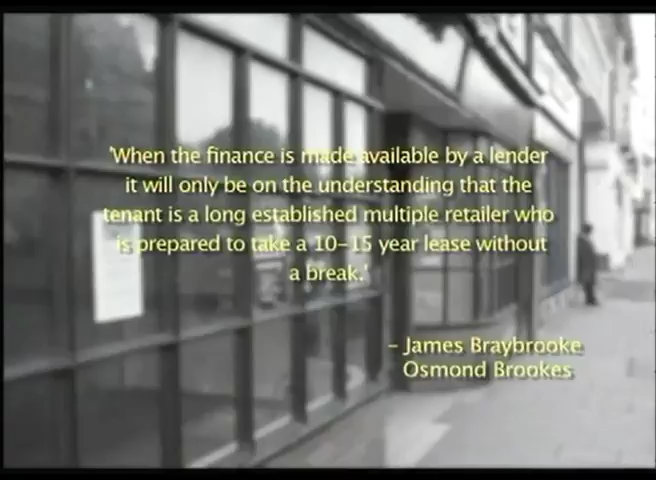 'When the finance is made available by a lender
it will only be on the understanding that the
tenant is a long established multiple retailer who
is prepared to take a 10-15 year lease without
a break.'
- James Braybrooke
Osmond Brookes